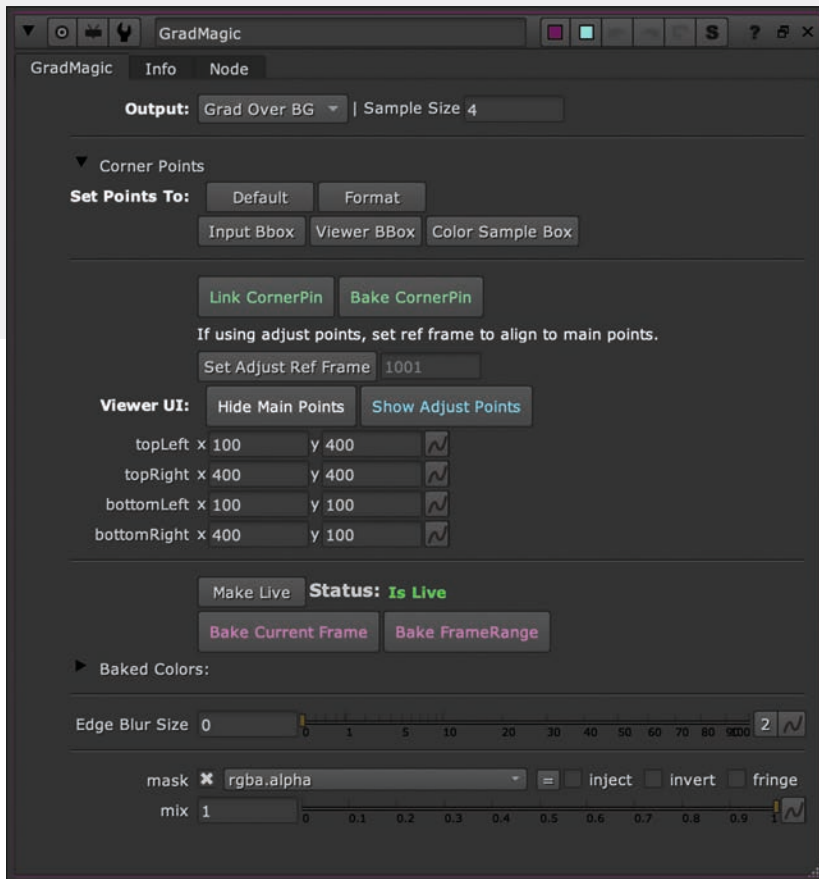 GradMagic S ?
GradMagic Info Node
Output: Grad Over BG | Sample Size 4
Corner Points
Set Points To: Default Format
Input Bbox Viewer BBox Color Sample Box
Link CornerPin Bake CornerPin
If using adjust points, set ref frame to align to main points.
Set Adjust Ref Frame 1001
Viewer UI: Hide Main Points Show Adjust Points
topLeft x 100 y 400
topRight x 400 y 400
bottomLeft x 100 y 100
bottomRight x 400 y 100
Make Live Status: Is Live
Bake Current Frame Bake FrameRange
Baked Colors:
Edge Blur Size 0 2
0 1 5 10 20 30 40 50 60 70 80
mask rgba.alpha = inject invert fringe
mix 1
0 0.1 0.2 0.3 0.4 0.5 0.6 0.7 0.8 0.9 1